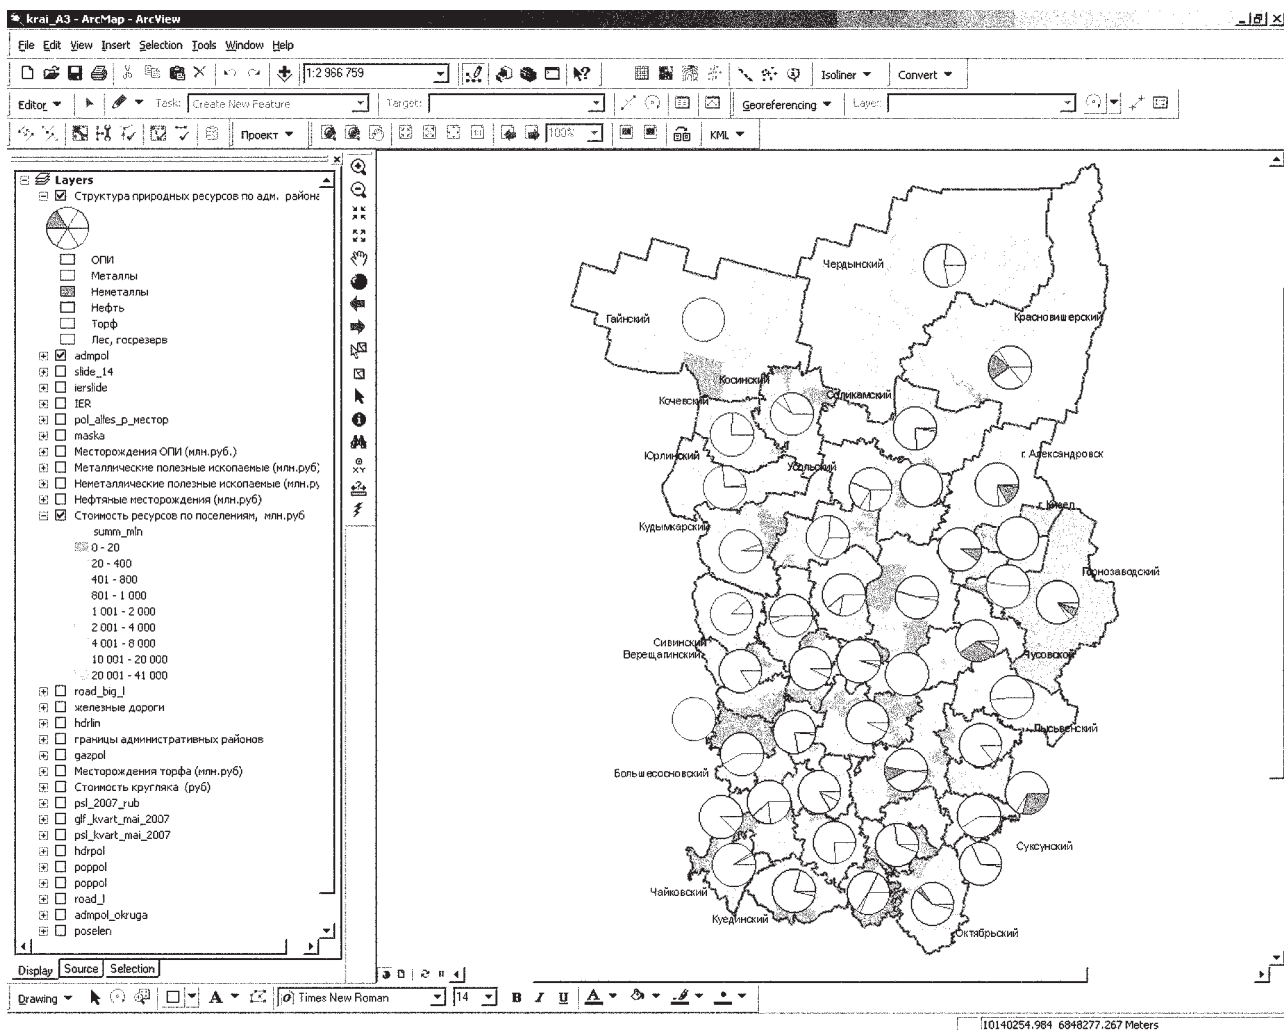 krai_A3 - ArcMap - ArcView
File Edit View Insert Selection Tools Window Help
1:2 966 759
Isoliner
Convert
Editor
Task: Create New Feature
Target:
Georeferencing
Layer:
Проект
100%
KML
Layers
Структура природных ресурсов по адм. района
ОПИ
Металлы
Неметаллы
Нефть
Торф
Лес, госрезерв
admpol
slide_14
ierslide
IER
pol_alles_p_местор
maska
Месторождения ОПИ (млн.руб.)
Металлические полезные ископаемые (млн.руб)
Неметаллические полезные ископаемые (млн.ру
Нефтяные месторождения (млн.руб)
Стоимость ресурсов по поселениям, млн.руб
summ_mln
0 - 20
20 - 400
401 - 800
801 - 1 000
1 001 - 2 000
2 001 - 4 000
4 001 - 8 000
10 001 - 20 000
20 001 - 41 000
road_big_l
железные дороги
hdrlin
границы административных районов
gazpol
Месторождения торфа (млн.руб)
Стоимость кругляка (руб)
psl_2007_rub
glf_kvart_mai_2007
psl_kvart_mai_2007
hdrpol
poppol
poppol
road_l
admpol_okruga
poselen
Display Source Selection
Чердынский
Гайнский
Красновишерский
Косинский
Кочевский
Соликамский
Юрлинский
г. Александровск
Усольский
г. Кизел
Кудымкарский
Горнозаводский
Сивинский
Верещагинский
Чусовской
Лысьвенский
Большесосновский
Суксунский
Чайковский
Куединский
Октябрьский
Drawing
Times New Roman
14
B I U
A
10140254.984 6848277.267 Meters